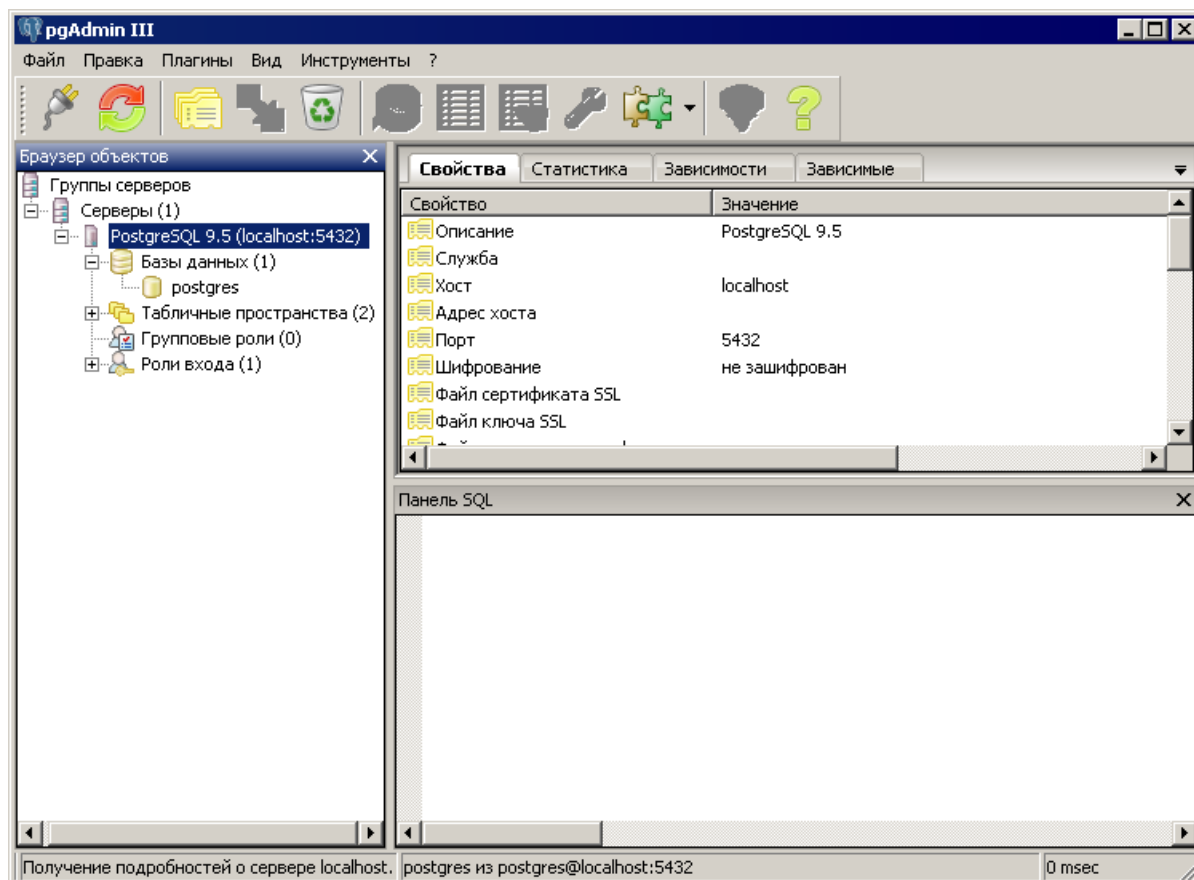 pgAdmin III
Файл Правка Плагины Вид Инструменты ?
Браузер объектов
Группы серверов
Серверы (1)
PostgreSQL 9.5 (localhost:5432)
Базы данных (1)
postgres
Табличные пространства (2)
Групповые роли (0)
Роли входа (1)
Свойства Статистика Зависимости Зависимые
Свойство Значение
Описание PostgreSQL 9.5
Служба
Хост localhost
Адрес хоста
Порт 5432
Шифрование не зашифрован
Файл сертификата SSL
Файл ключа SSL
Панель SQL
Получение подробностей о сервере localhost. postgres из postgres@localhost:5432 0 msec